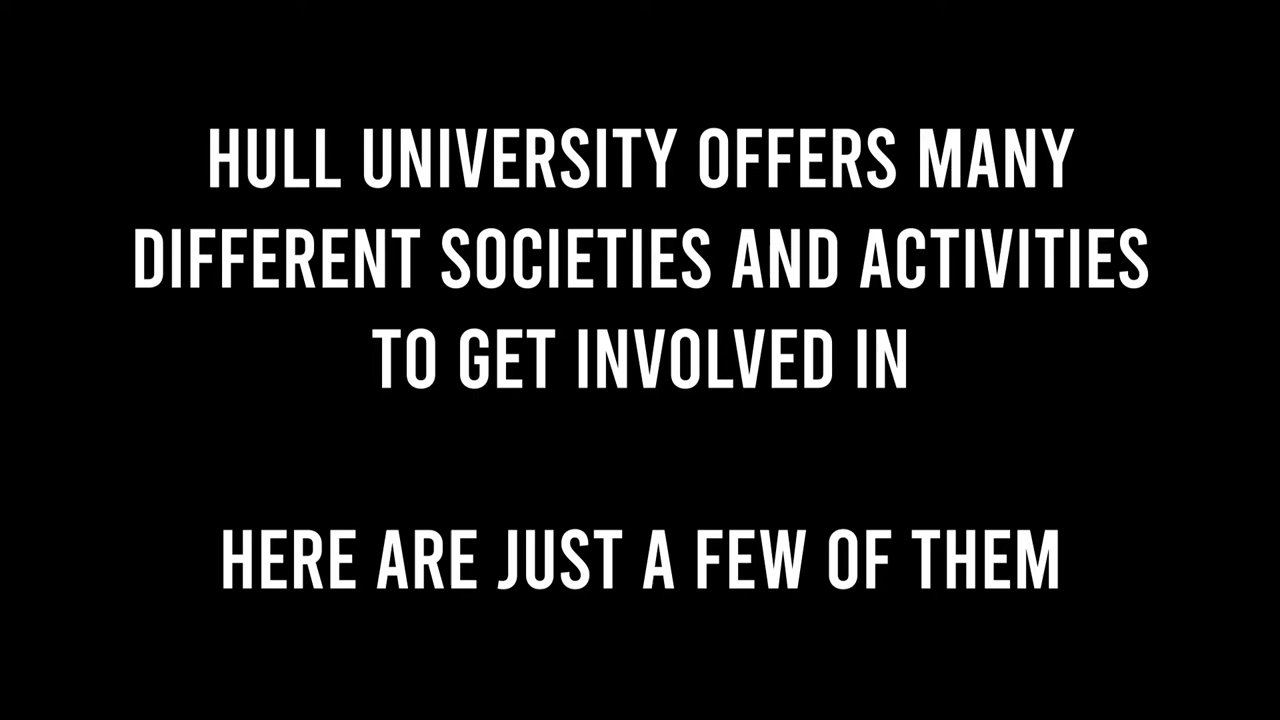 HULL UNIVERSITY OFFERS MANY
DIFFERENT SOCIETIES AND ACTIVITIES
TO GET INVOLVED IN
HERE ARE JUST A FEW OF THEM